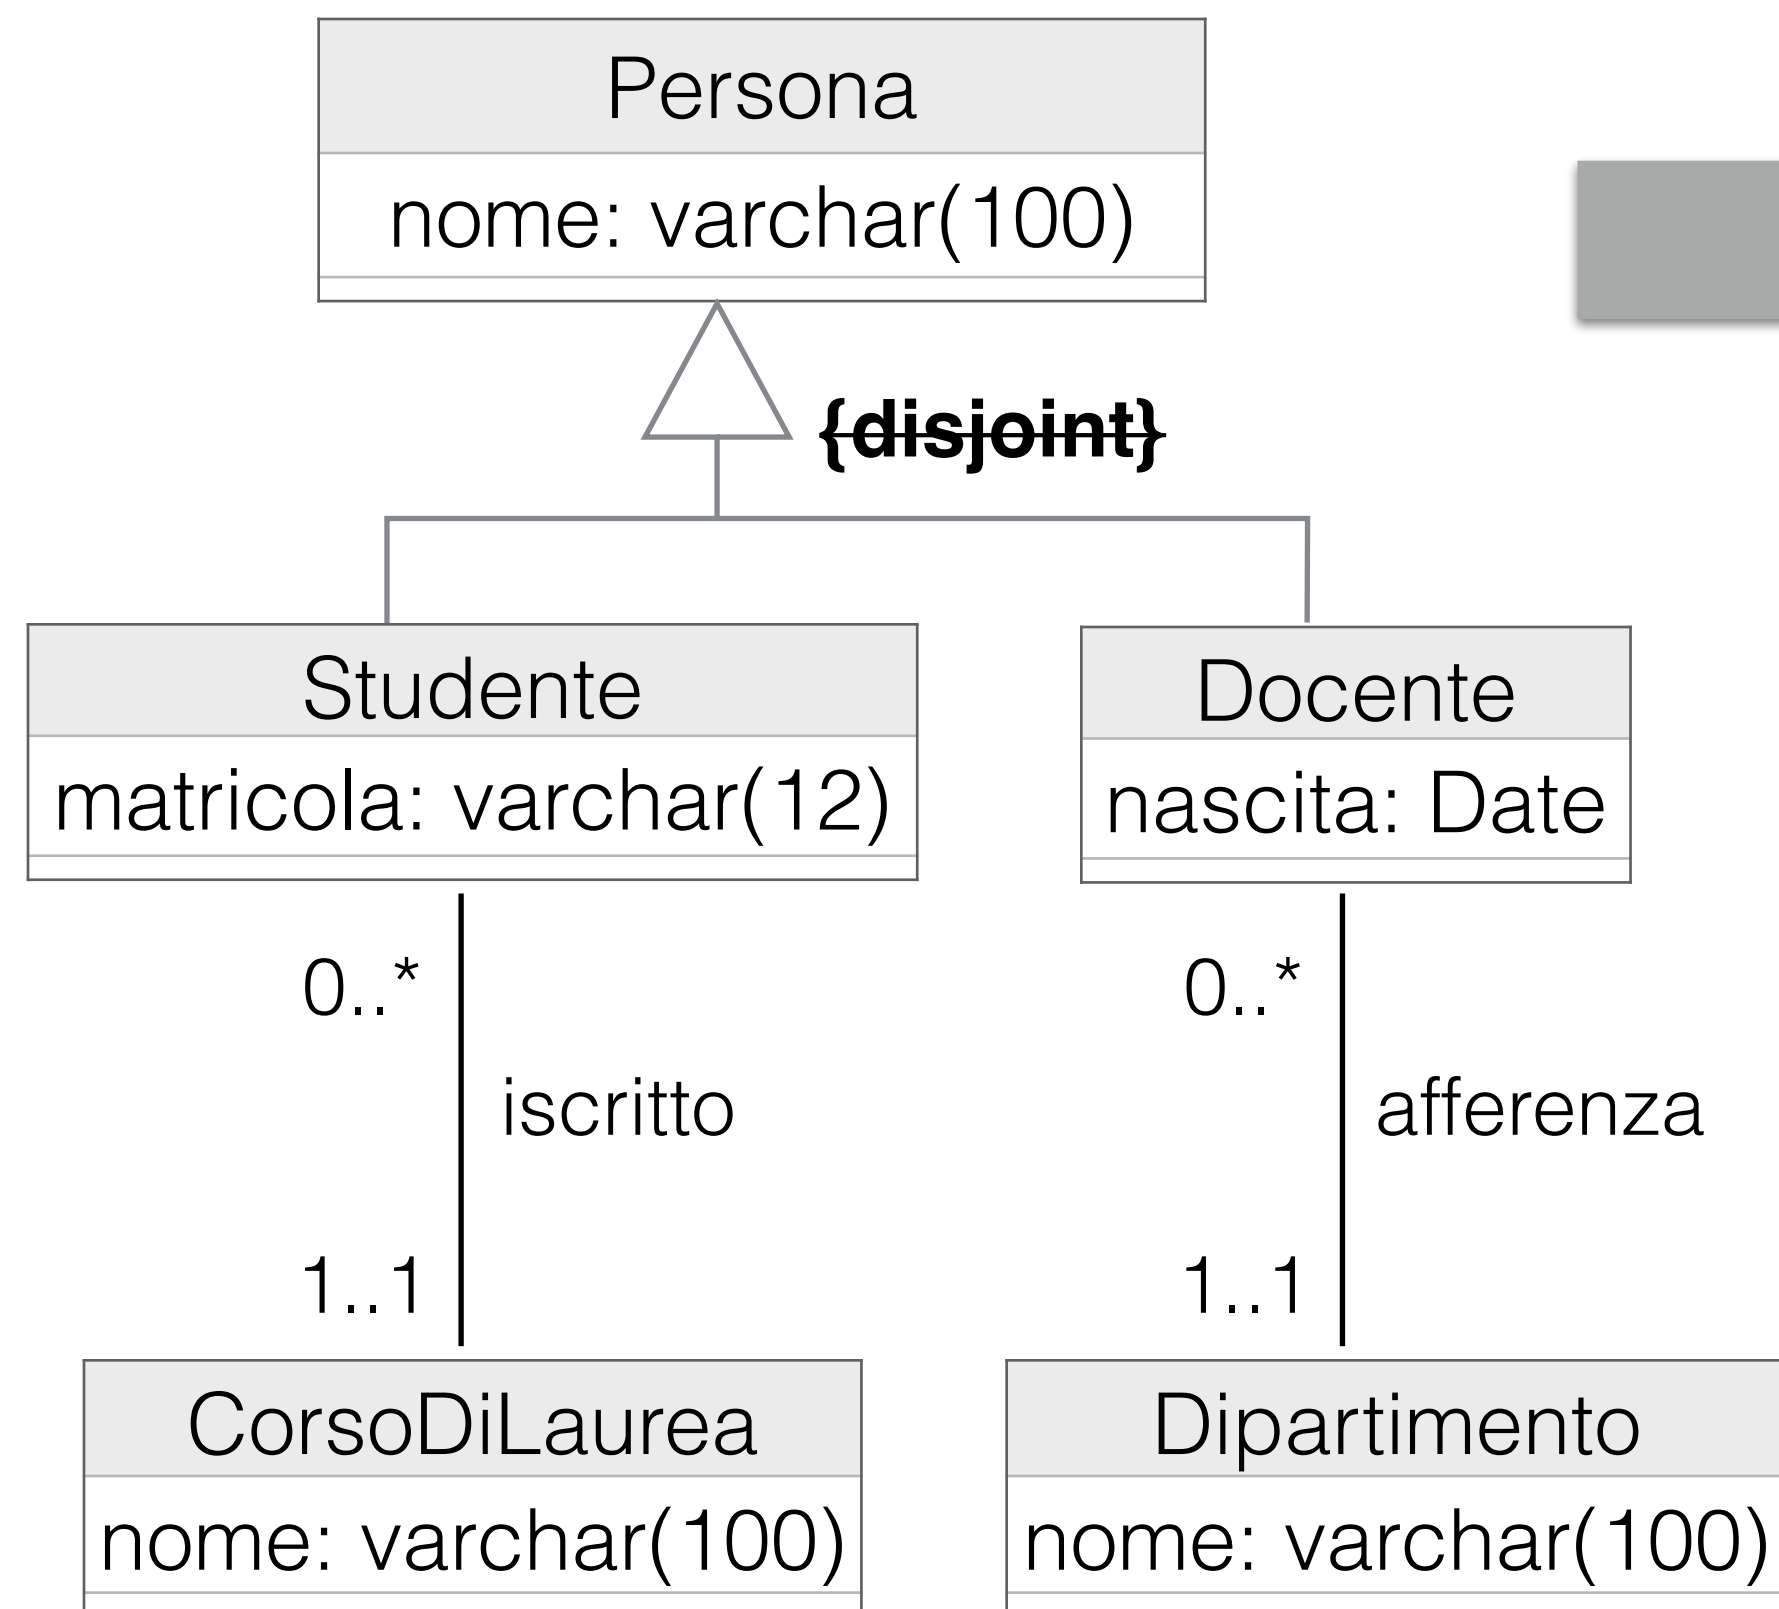 Persona
nome: varchar(100)
{disjoint}
Studente
matricola: varchar(12)
Docente
nascita: Date
0..*
iscritto
1..1
0..*
afferenza
1..1
CorsoDiLaurea
nome: varchar(100)
Dipartimento
nome: varchar(100)